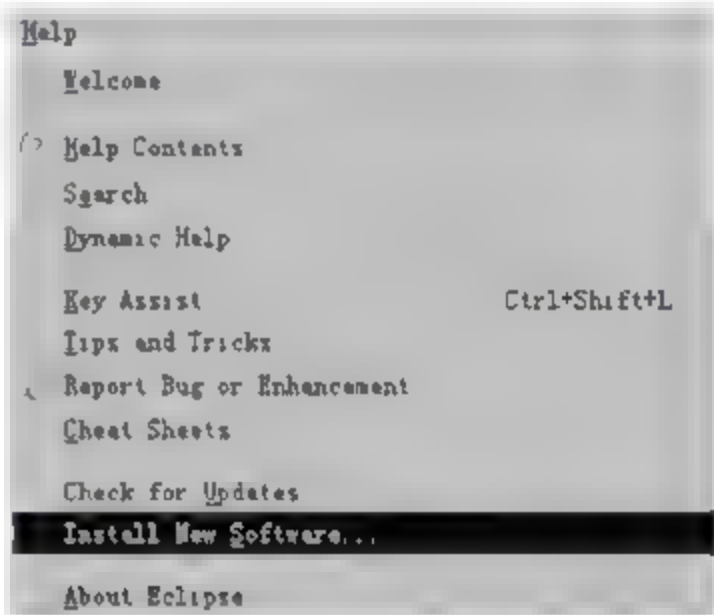 Help
Welcome
Help Contents
Search
Dynamic Help
Key Assist Ctrl+Shift+L
Tips and Tricks
Report Bug or Enhancement
Cheat Sheets
Check for Updates
Install New Software...
About Eclipse